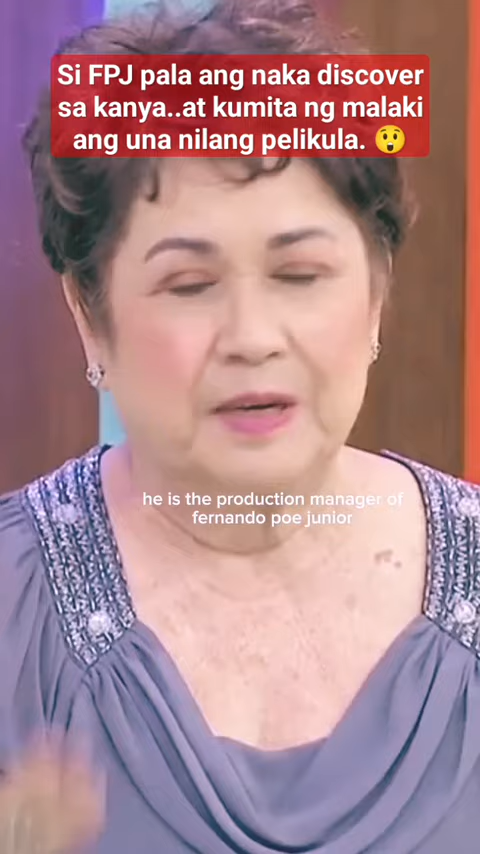 Si FPJ pala ang naka discover
sa kanya..at kumita ng malaki
ang una nilang pelikula. 😲
he is the production manager of
fernando poe junior